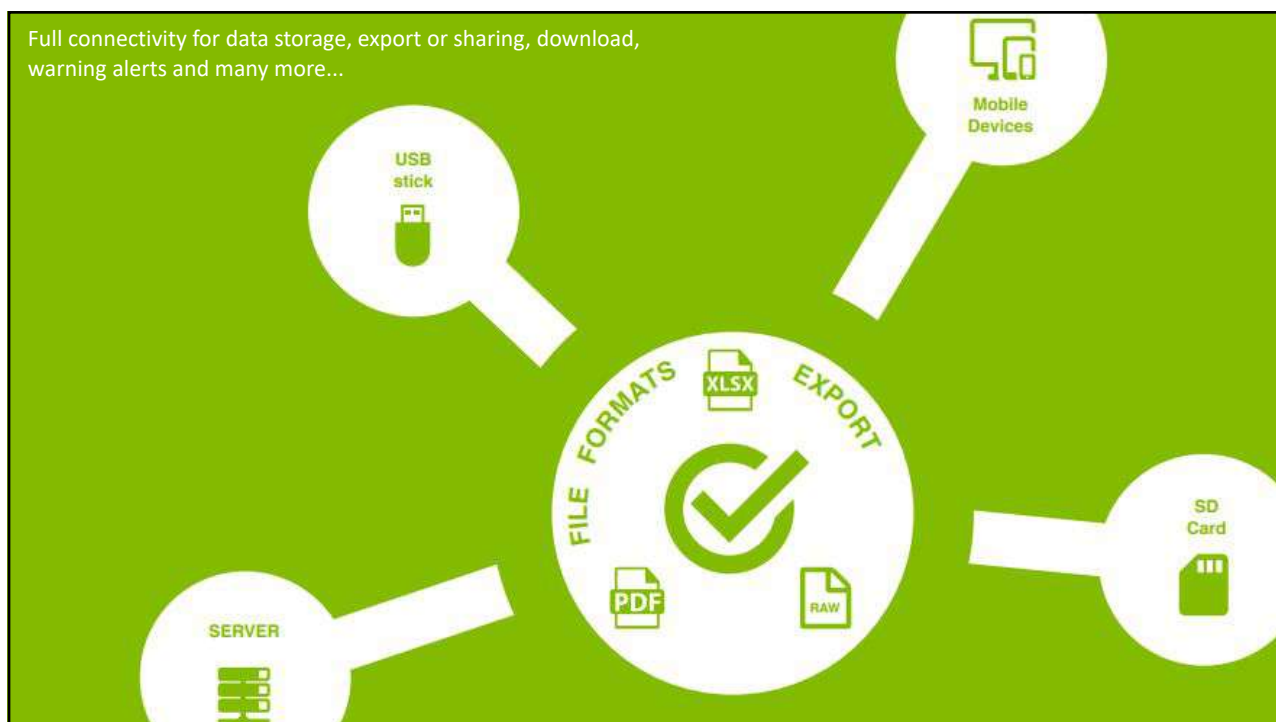 Full connectivity for data storage, export or sharing, download,
warning alerts and many more...
Mobile
Devices
USB
stick
FILE FORMATS EXPORT
XLSX
SD
Card
PDF
RAW
SERVER